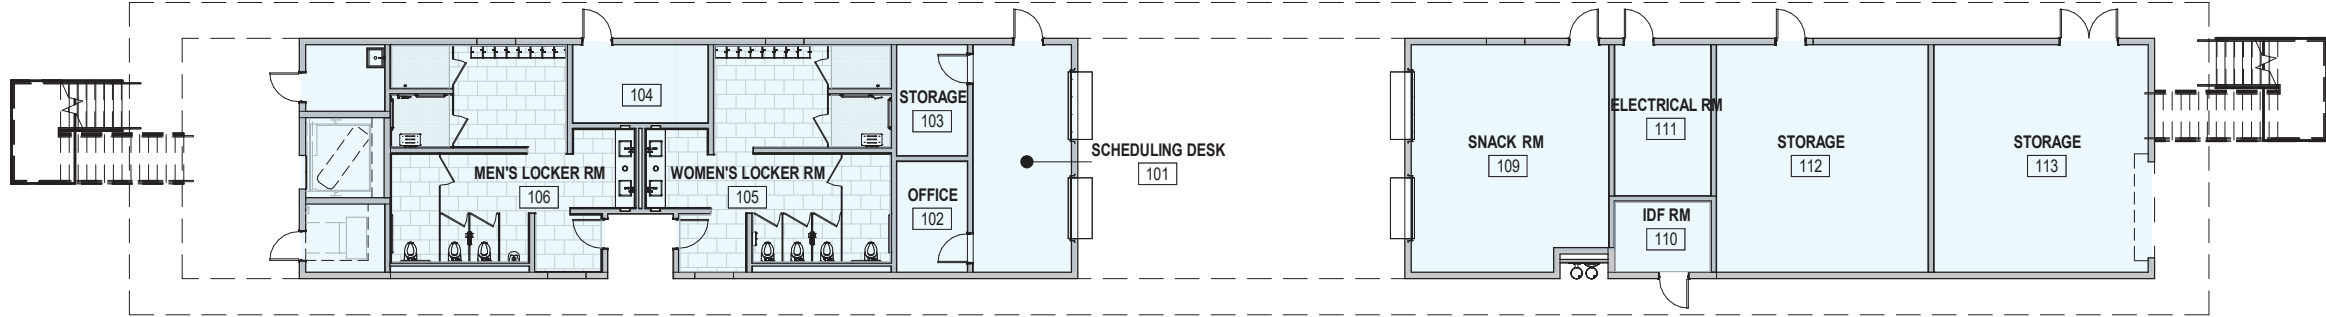 104
STORAGE
103
MEN'S LOCKER RM
106
WOMEN'S LOCKER RM
105
OFFICE
102
SCHEDULING DESK
101
SNACK RM
109
ELECTRICAL RM
111
IDF RM
110
STORAGE
112
STORAGE
113